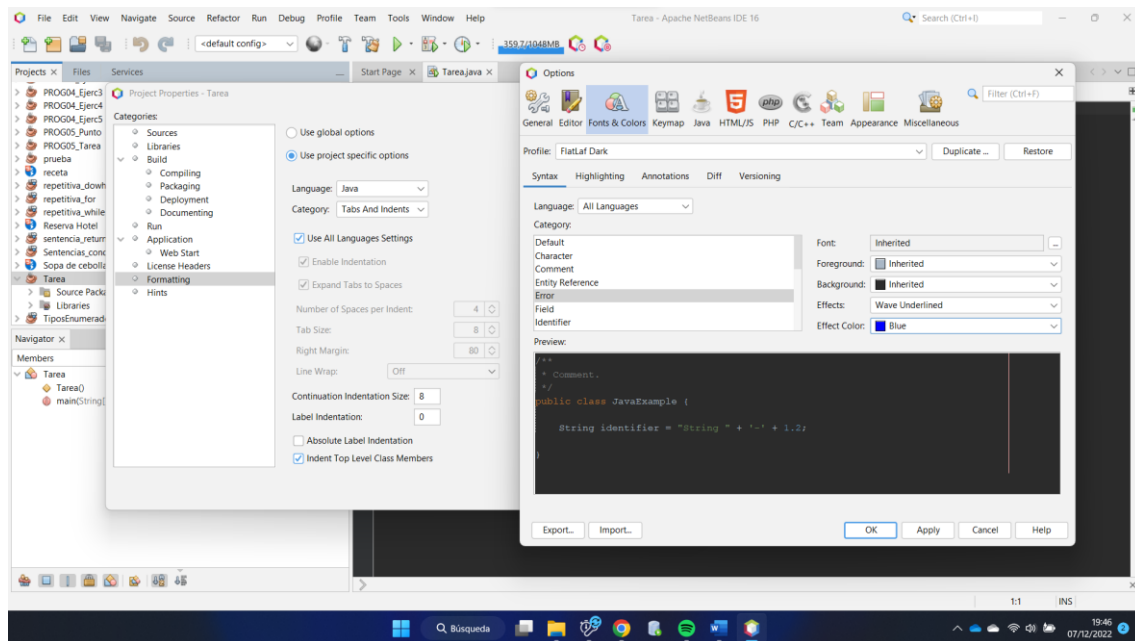 File Edit View Navigate Source Refactor Run Debug Profile Team Tools Window Help
Tarea - Apache NetBeans IDE 16
Search (Ctrl+I)
<default config>
359.7/1048MB
Projects Files Services
Start Page Tarea.java
PROG04_Ejerc3
PROG04_Ejerc4
PROG04_Ejerc5
PROG05_Punto
PROG05_Tarea
prueba
receta
repetitiva_dowh
repetitiva_for
repetitiva_while
Reserva Hotel
sentencia_return
Sentencias_cond
Sopa de cebolla
Tarea
Source Packa
Libraries
TiposEnumerad
Navigator
Members
Tarea
Tarea()
main(String[
Project Properties - Tarea
Categories:
Sources
Libraries
Build
Compiling
Packaging
Deployment
Documenting
Run
Application
Web Start
License Headers
Formatting
Hints
Use global options
Use project specific options
Language: Java
Category: Tabs And Indents
Use All Languages Settings
Enable Indentation
Expand Tabs to Spaces
Number of Spaces per Indent: 4
Tab Size: 8
Right Margin: 80
Line Wrap: Off
Continuation Indentation Size: 8
Label Indentation: 0
Absolute Label Indentation
Indent Top Level Class Members
Options
General Editor Fonts & Colors Keymap Java HTML/JS PHP C/C++ Team Appearance Miscellaneous
Filter (Ctrl+F)
Profile: FlatLaf Dark Duplicate ... Restore
Syntax Highlighting Annotations Diff Versioning
Language: All Languages
Category:
Default
Character
Comment
Entity Reference
Error
Field
Identifier
Font: Inherited ...
Foreground: Inherited
Background: Inherited
Effects: Wave Underlined
Effect Color: Blue
Preview:
/**
* Comment.
*/
public class JavaExample {
String identifier = "String " + '-' + 1.2;
}
Export... Import... OK Apply Cancel Help
1:1 INS
Búsqueda
19:46
07/12/2022
2